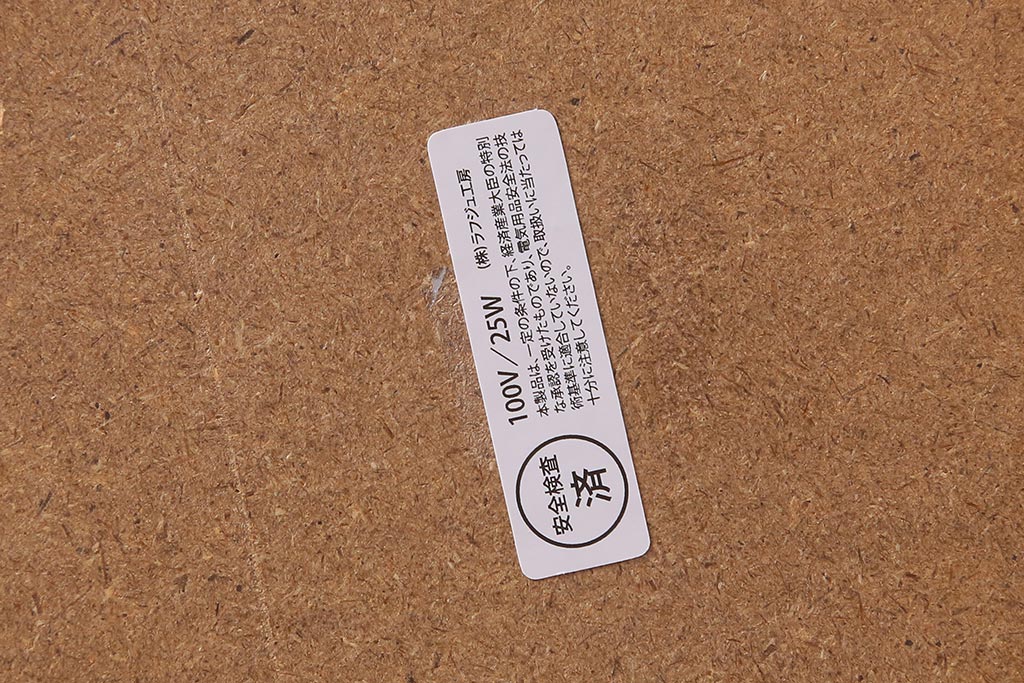 安全検査
済
100V/25W (株)ラフジュ工房
本製品は、一定の条件の下、経済産業大臣の特別
な承認を受けたものであり、電気用品安全法の技
術基準に適合していないので、取扱いに当たっては
十分に注意してください。